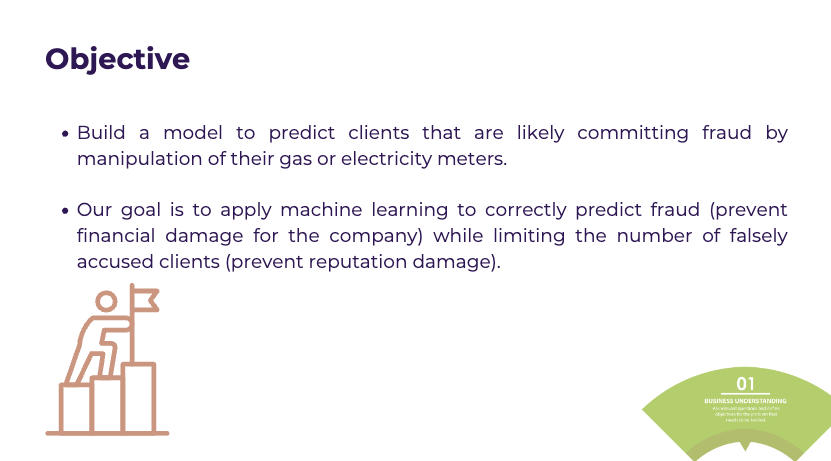 Objective
• Build a model to predict clients that are likely committing fraud by
manipulation of their gas or electricity meters.
• Our goal is to apply machine learning to correctly predict fraud (prevent
financial damage for the company) while limiting the number of falsely
accused clients (prevent reputation damage).
01
BUSINESS UNDERSTANDING